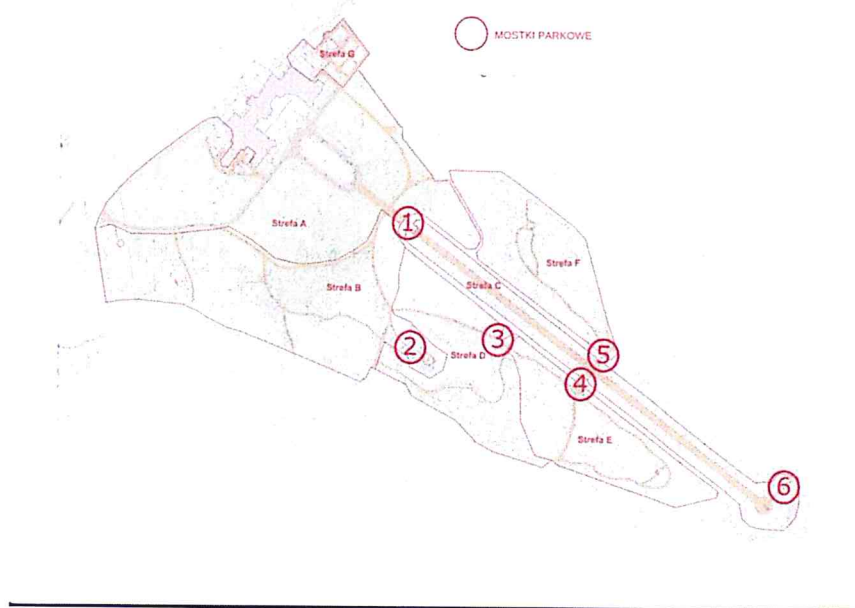 Strefa G
MOSTKI PARKOWE
Strefa A
1
Strefa F
Strefa B
Strefa C
2
Strefa D
3
5
4
Strefa E
6